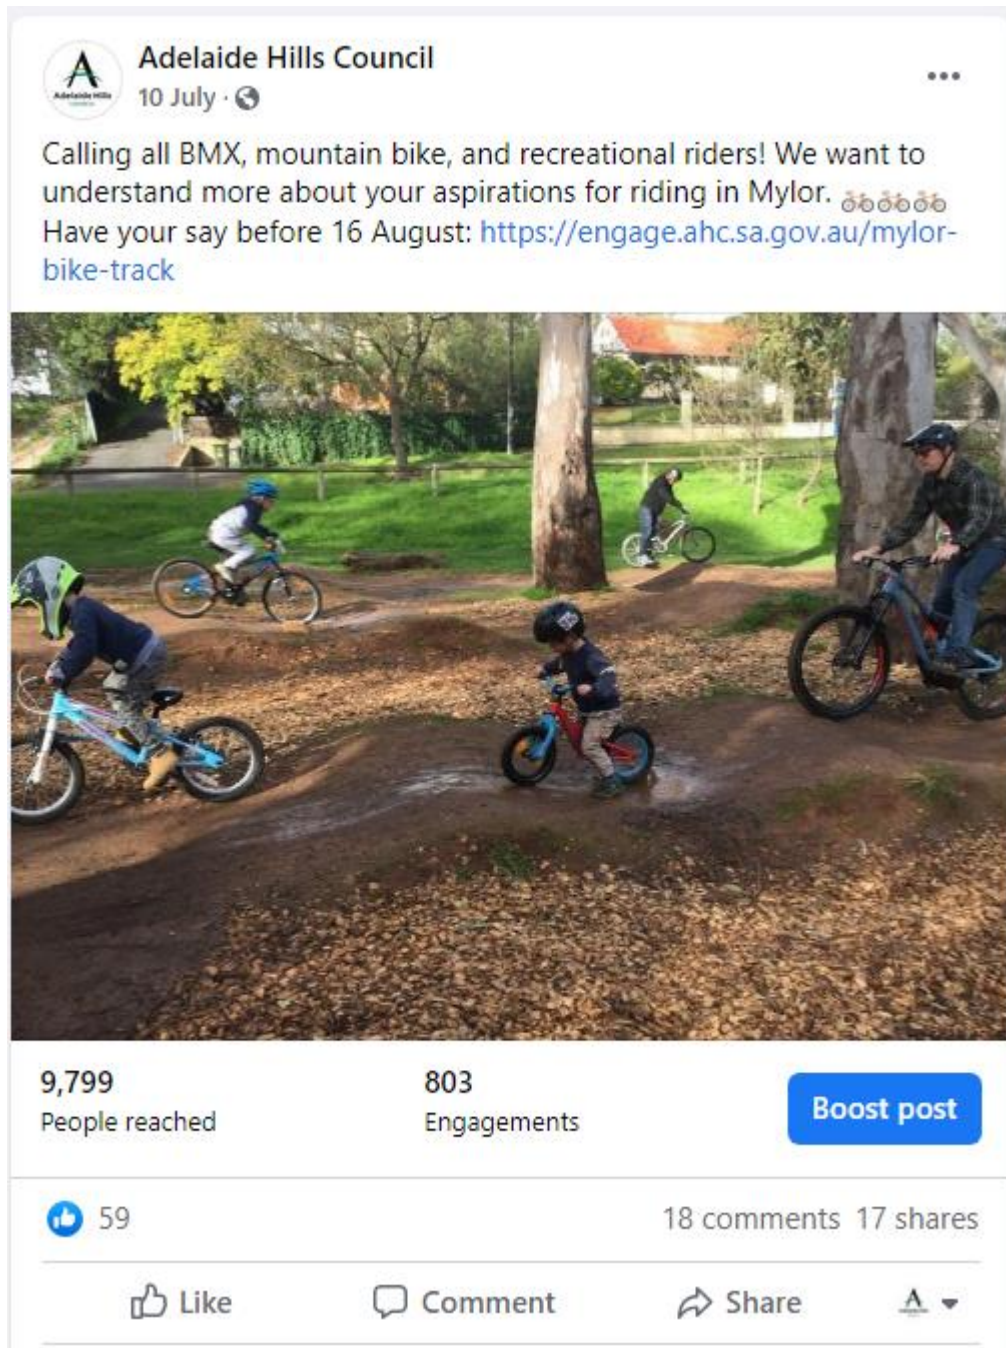 Adelaide Hills Council
10 July ·
Adelaide Hills
Calling all BMX, mountain bike, and recreational riders! We want to
understand more about your aspirations for riding in Mylor. 🚲🚲🚲
Have your say before 16 August: https://engage.ahc.sa.gov.au/mylor-
bike-track
9,799
People reached
803
Engagements
Boost post
59
18 comments 17 shares
Like
Comment
Share